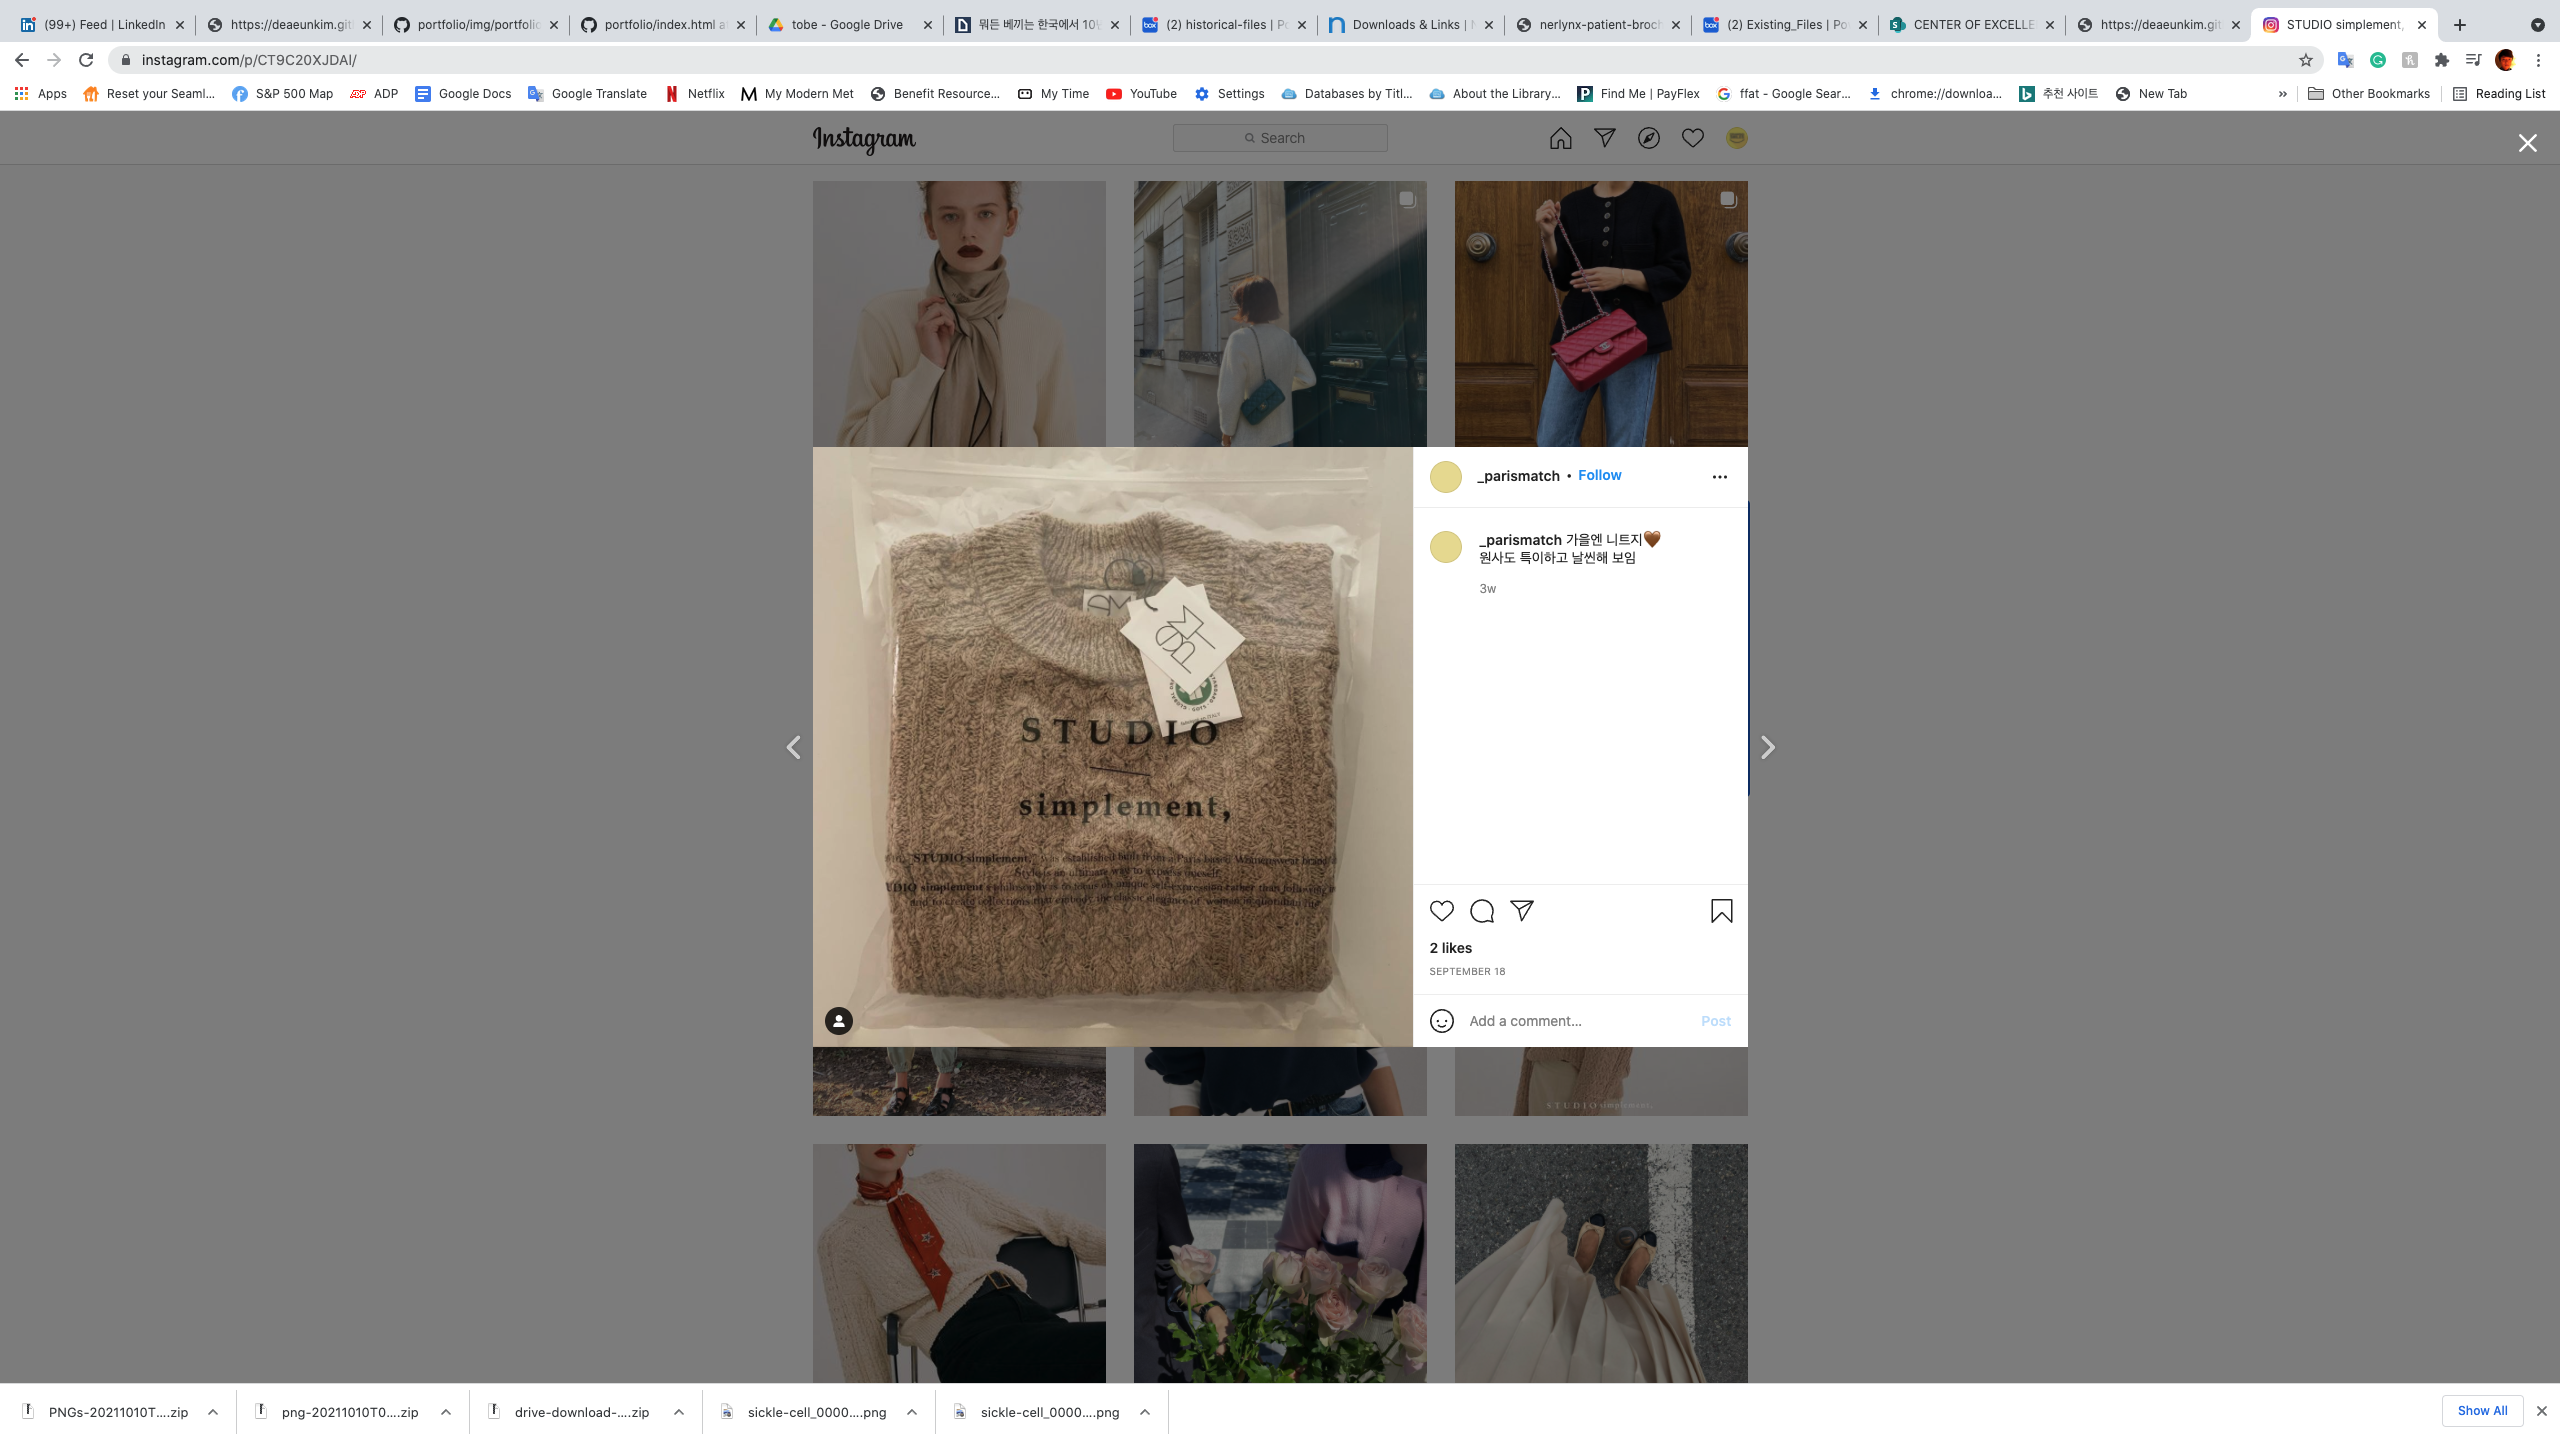 (99+) Feed | LinkedIn
https://deaeunkim.git
portfolio/img/portfolio
portfolio/index.html a
tobe - Google Drive
뭐든 베끼는 한국에서 10년
(2) historical-files | Po
Downloads & Links | N
nerlynx-patient-broch
(2) Existing_Files | Po
CENTER OF EXCELLE
https://deaeunkim.git
STUDIO simplement,
instagram.com/p/CT9C20XJDAI/
Apps
Reset your Seaml...
S&P 500 Map
ADP
Google Docs
Google Translate
Netflix
My Modern Met
Benefit Resource...
My Time
YouTube
Settings
Databases by Titl...
About the Library...
Find Me | PayFlex
ffat - Google Sear...
chrome://downloa...
추천 사이트
New Tab
»
Other Bookmarks
Reading List
Instagram
Search
_parismatch • Follow
_parismatch 가을엔 니트지🤎
원사도 특이하고 날씬해 보임
3w
STUDIO
simplement,
"STUDIO simplement," was established built from a Paris based Womenswear brand
Style is an ultimate way to express oneself
UDIO simplement's philosophy is to focus on unique self-expression rather than following
and to create collections that embody the classic elegance of women in quotidian life
2 likes
SEPTEMBER 18
Add a comment...
Post
STUDIO simplement,
PNGs-20211010T....zip
png-20211010T0....zip
drive-download-....zip
sickle-cell_0000....png
sickle-cell_0000....png
Show All